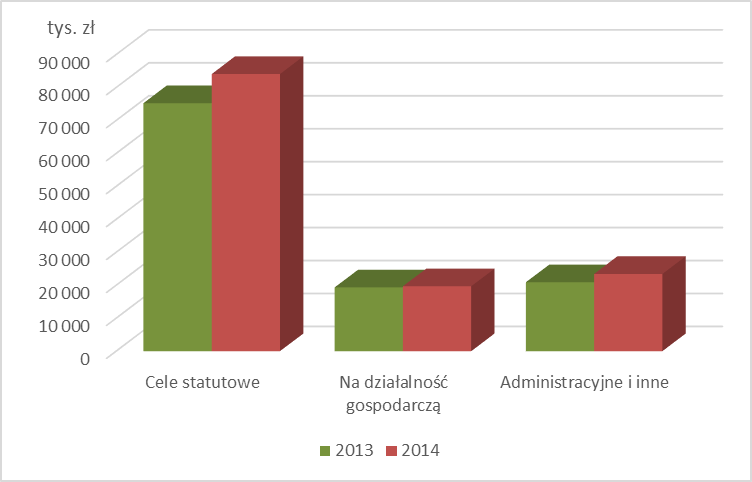 tys. zł
90 000
80 000
70 000
60 000
50 000
40 000
30 000
20 000
10 000
0
Cele statutowe
Na działalność
gospodarczą
Administracyjne i inne
2013
2014